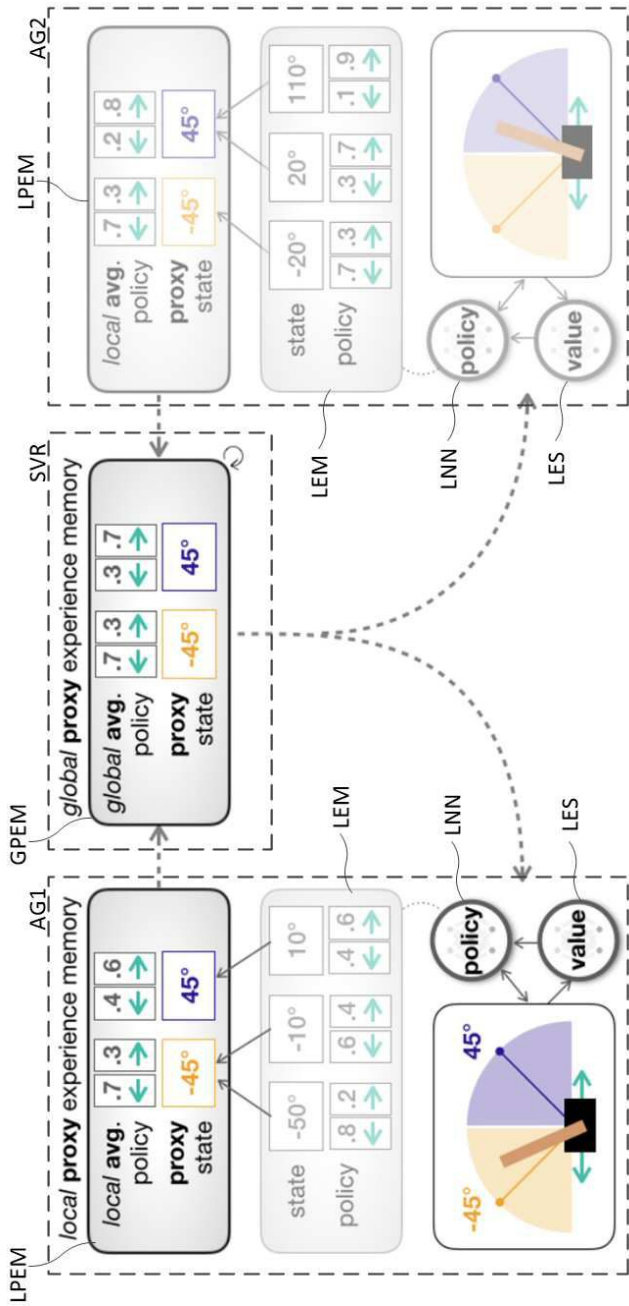 LPEM
AG1
local proxy experience memory
local avg.
policy
.7 .3 .4 .6
proxy
state
-45° 45°
LEM
state
-50° -10° 10°
policy
.8 .2 .6 .4 .4 .6
-45° 45°
policy
LNN
value
LES
GPEM
SVR
global proxy experience memory
global avg.
policy
.7 .3 .3 .7
proxy
state
-45° 45°
LPEM
AG2
local avg.
policy
.7 .3 .2 .8
proxy
state
-45° 45°
LEM
state
-20° 20° 110°
policy
.7 .3 .3 .7 .1 .9
LNN
policy
LES
value